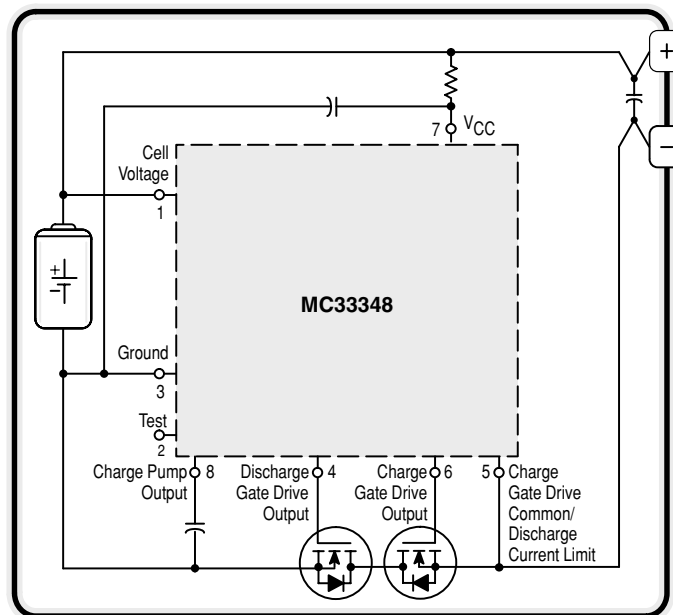 +
7
VCC
Cell
Voltage
1
−
+
−
MC33348
Ground
3
Test
2
Charge Pump
Output
8
Discharge
Gate Drive
Output
4
Charge
Gate Drive
Output
6
5
Charge
Gate Drive
Common/
Discharge
Current Limit